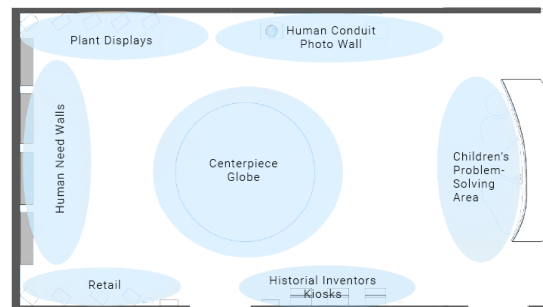 Plant Displays
Human Conduit
Photo Wall
Human Need Walls
Centerpiece
Globe
Children's
Problem-
Solving
Area
Retail
Historial Inventors
Kiosks